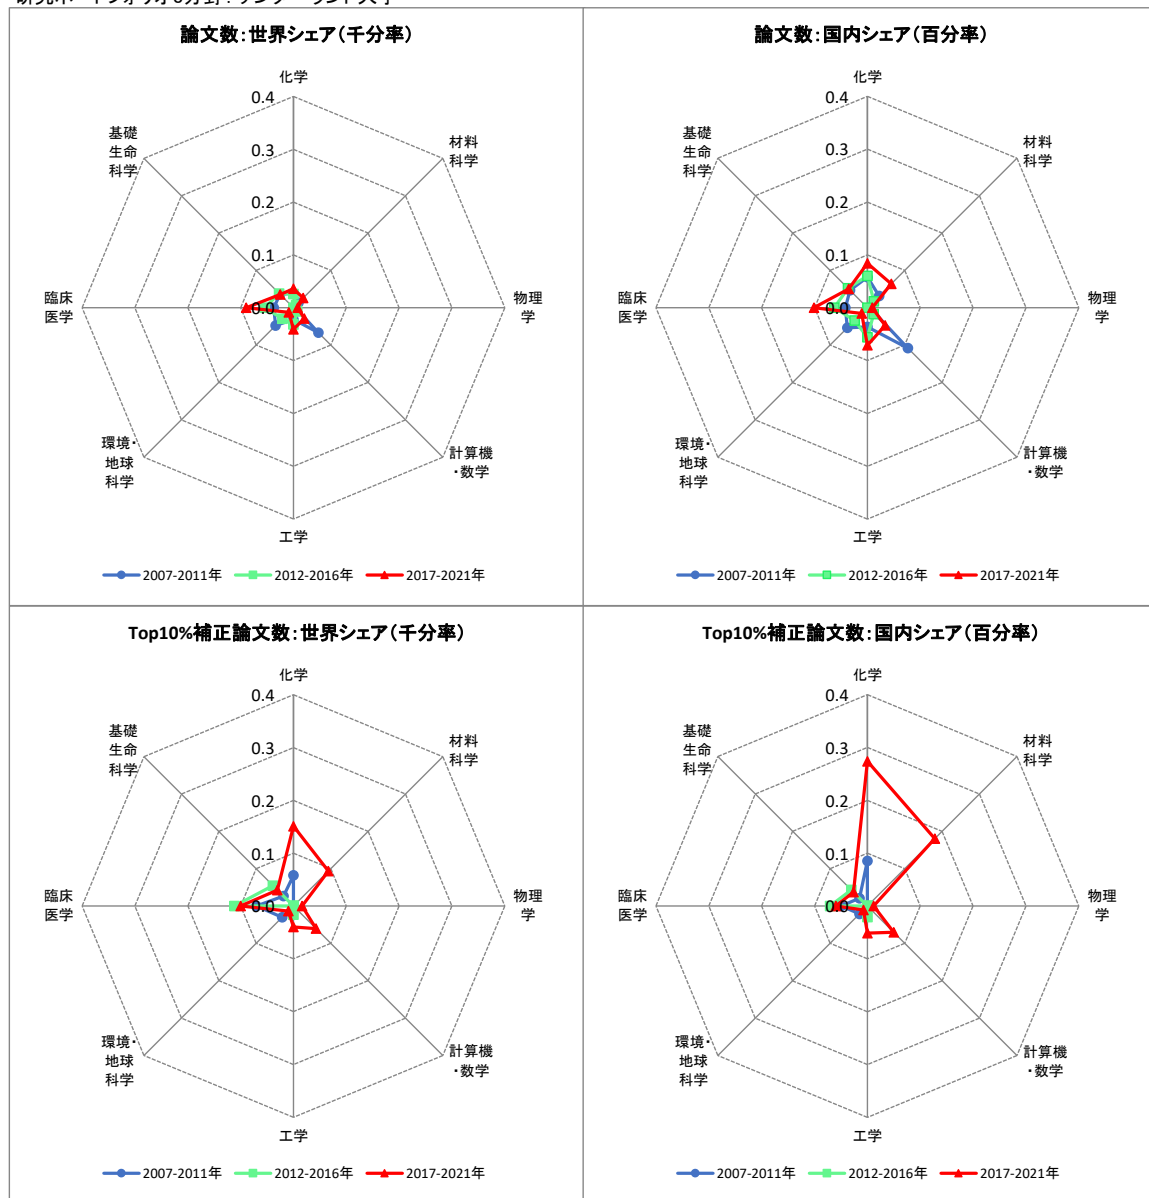 論文数:世界シェア(千分率)
化学
0.4
0.3
0.2
0.1
0.0
材料
科学
物理
学
計算機
・数学
工学
環境・
地球
科学
臨床
医学
基礎
生命
科学
2007-2011年
2012-2016年
2017-2021年
論文数:国内シェア(百分率)
化学
0.4
0.3
0.2
0.1
0.0
材料
科学
物理
学
計算機
・数学
工学
環境・
地球
科学
臨床
医学
基礎
生命
科学
2007-2011年
2012-2016年
2017-2021年
Top10%補正論文数:世界シェア(千分率)
化学
0.4
0.3
0.2
0.1
0.0
材料
科学
物理
学
計算機
・数学
工学
環境・
地球
科学
臨床
医学
基礎
生命
科学
2007-2011年
2012-2016年
2017-2021年
Top10%補正論文数:国内シェア(百分率)
化学
0.4
0.3
0.2
0.1
0.0
材料
科学
物理
学
計算機
・数学
工学
環境・
地球
科学
臨床
医学
基礎
生命
科学
2007-2011年
2012-2016年
2017-2021年